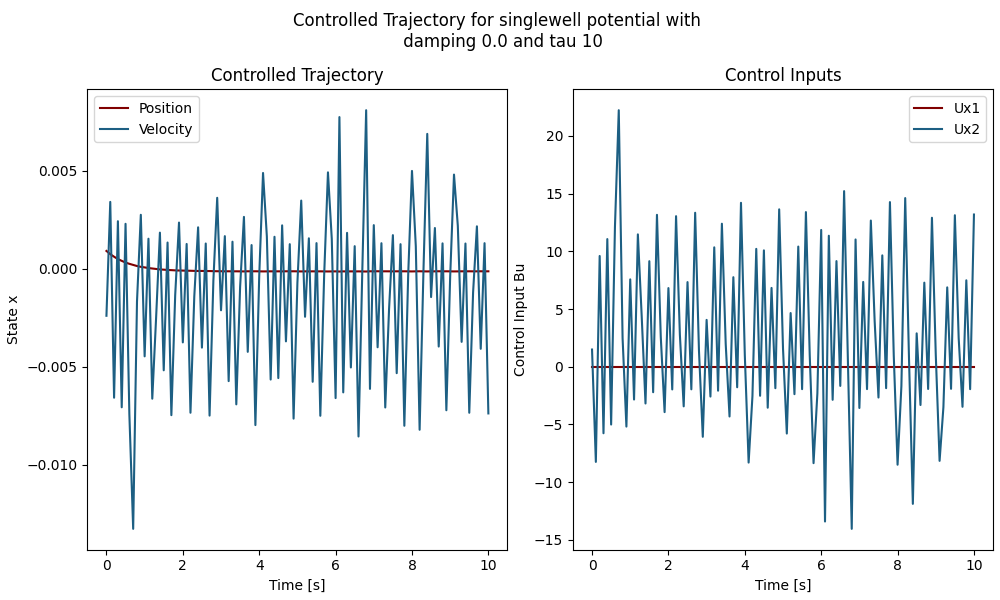 Controlled Trajectory for singlewell potential with
damping 0.0 and tau 10
Controlled Trajectory
Position
Velocity
State x
0.005
0.000
−0.005
−0.010
0 2 4 6 8 10
Time [s]
Control Inputs
Ux1
Ux2
Control Input Bu
20
15
10
5
0
−5
−10
−15
0 2 4 6 8 10
Time [s]